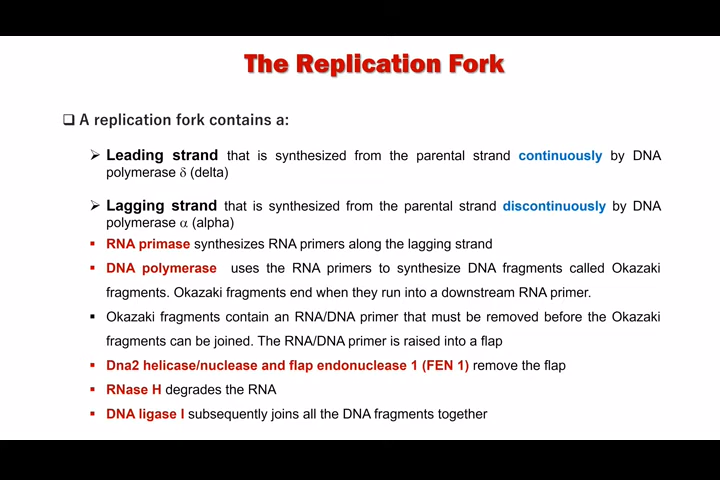 The Replication Fork
❑ A replication fork contains a:
➢ Leading strand that is synthesized from the parental strand continuously by DNA
polymerase δ (delta)
➢ Lagging strand that is synthesized from the parental strand discontinuously by DNA
polymerase α (alpha)
▪ RNA primase synthesizes RNA primers along the lagging strand
▪ DNA polymerase uses the RNA primers to synthesize DNA fragments called Okazaki
fragments. Okazaki fragments end when they run into a downstream RNA primer.
▪ Okazaki fragments contain an RNA/DNA primer that must be removed before the Okazaki
fragments can be joined. The RNA/DNA primer is raised into a flap
▪ Dna2 helicase/nuclease and flap endonuclease 1 (FEN 1) remove the flap
▪ RNase H degrades the RNA
▪ DNA ligase I subsequently joins all the DNA fragments together